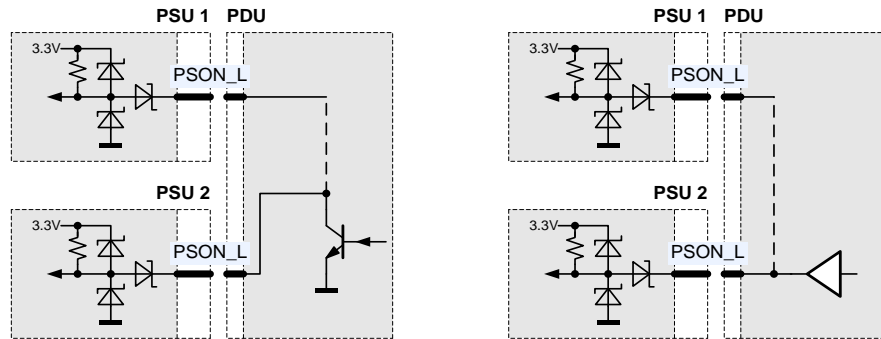 PSU 1 PDU
3.3V
PSON_L
PSU 2
3.3V
PSON_L
PSU 1 PDU
3.3V
PSON_L
PSU 2
3.3V
PSON_L